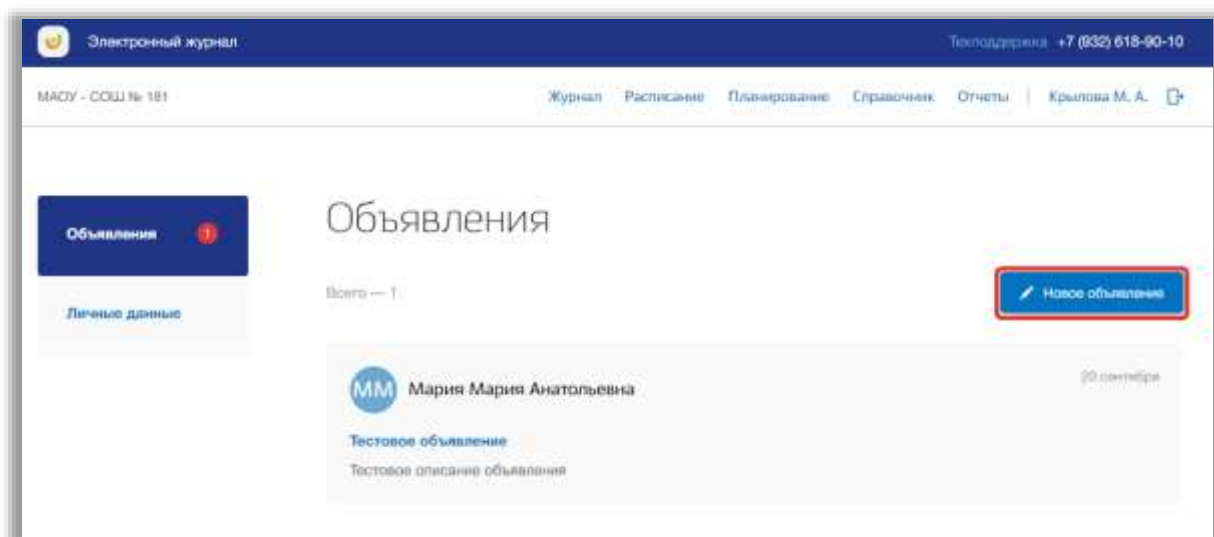 Электронный журнал
Техподдержка +7 (932) 618-90-10
МАОУ - СОШ № 181
Журнал Расписание Планирование Справочник Отчеты Крылова М. А.
Объявления 1
Объявления
Всего — 1
Новое объявление
Личные данные
ММ Мария Мария Анатольевна
20 сентября
Тестовое объявление
Тестовое описание объявления